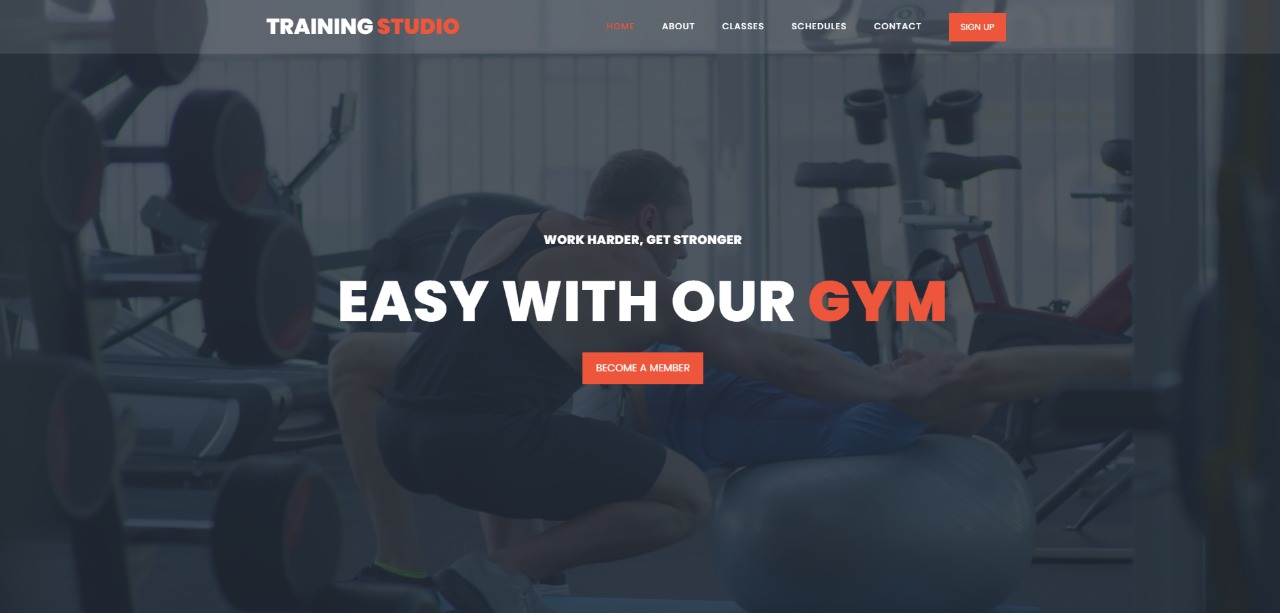 TRAINING STUDIO
HOME ABOUT CLASSES SCHEDULES CONTACT SIGN UP
WORK HARDER, GET STRONGER
EASY WITH OUR GYM
BECOME A MEMBER